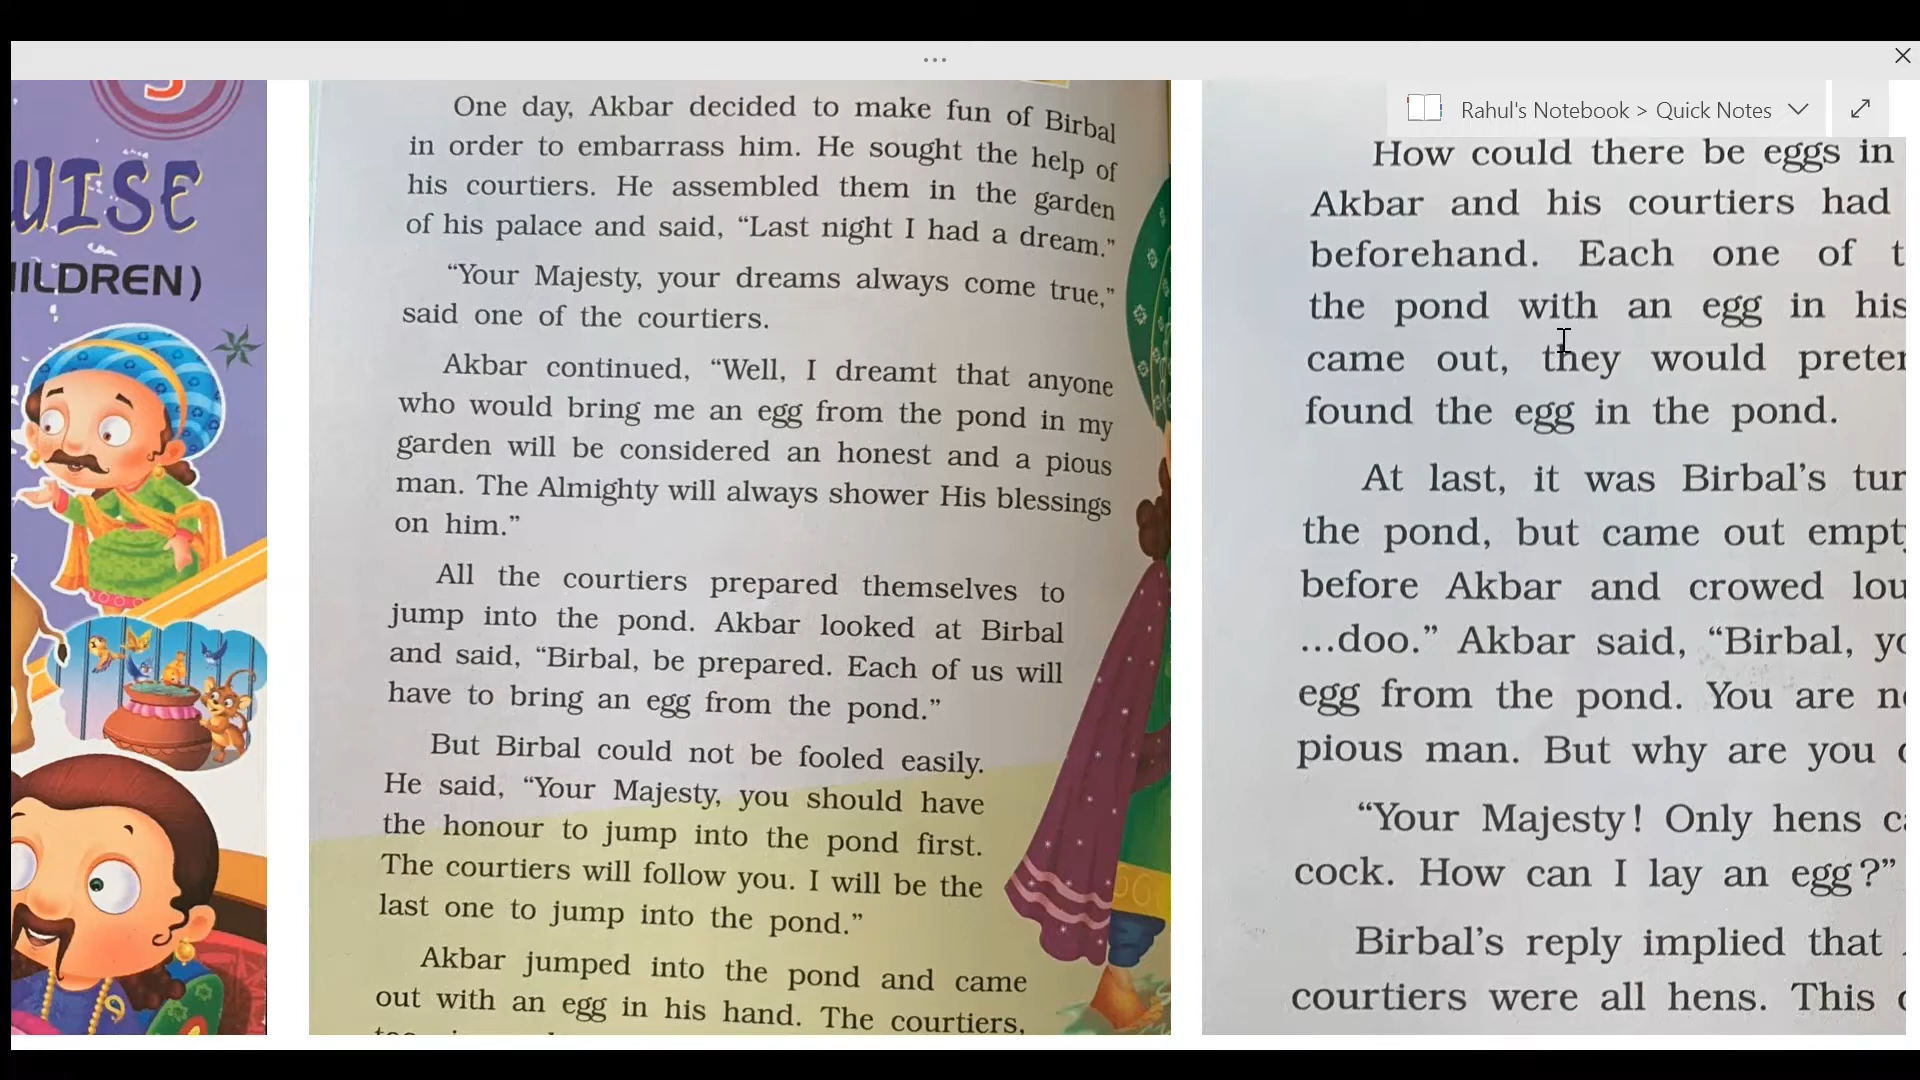 WISE
One day, Akbar decided to make fun of Birbal
in order to embarrass him. He sought the help of
his courtiers. He assembled them in the garden
of his palace and said, “Last night I had a dream.”
“Your Majesty, your dreams always come true,”
said one of the courtiers.
Akbar continued, “Well, I dreamt that anyone
who would bring me an egg from the pond in my
garden will be considered an honest and a pious
man. The Almighty will always shower His blessings
on him.”
All the courtiers prepared themselves to
jump into the pond. Akbar looked at Birbal
and said, “Birbal, be prepared. Each of us will
have to bring an egg from the pond.”
But Birbal could not be fooled easily.
He said, “Your Majesty, you should have
the honour to jump into the pond first.
The courtiers will follow you. I will be the
last one to jump into the pond.”
Akbar jumped into the pond and came
out with an egg in his hand. The courtiers,
Rahul's Notebook > Quick Notes
How could there be eggs in
Akbar and his courtiers had
beforehand. Each one of
the pond with an egg in his
came out, they would
found the egg in the pond.
At last, it was Birbal’s
the pond, but came out
before Akbar and crowed
...doo.” Akbar said, “Birbal,
egg from the pond. You are
pious man. But why are you
“Your Majesty! Only hens
cock. How can I lay an egg?”
Birbal’s reply implied that
courtiers were all hens. This